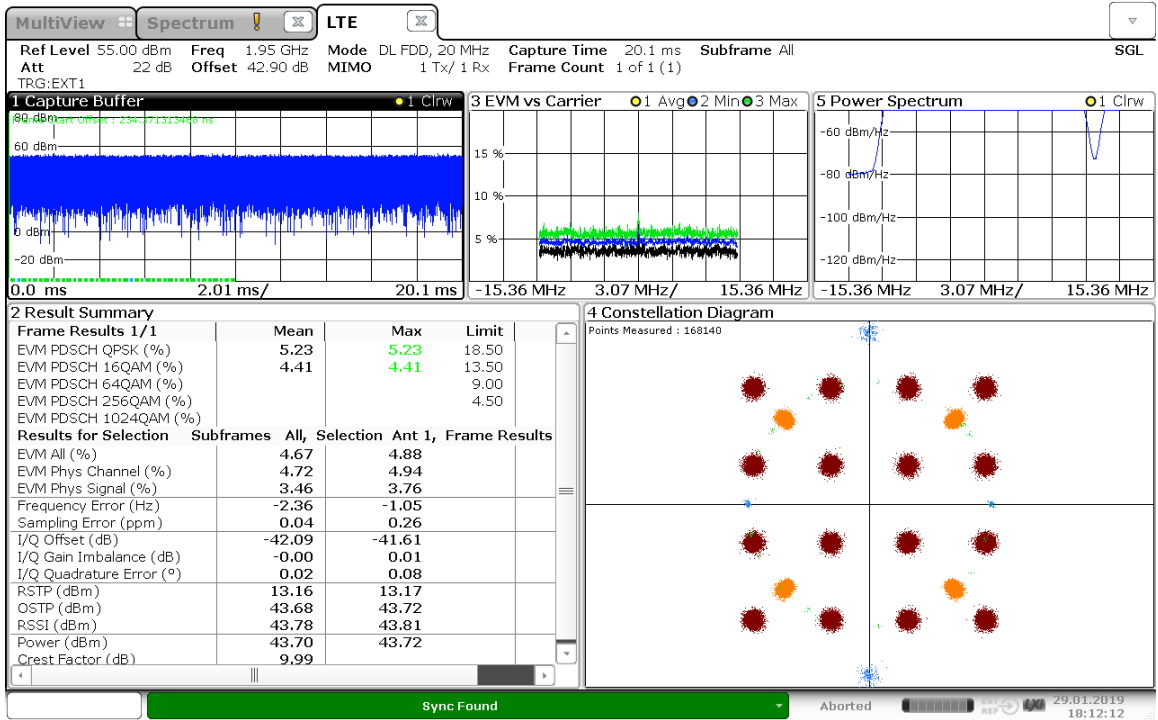 MultiView Spectrum LTE
Ref Level 55.00 dBm Freq 1.95 GHz Mode DL FDD, 20 MHz Capture Time 20.1 ms Subframe All SGL
Att 22 dB Offset 42.90 dB MIMO 1 Tx/ 1 Rx Frame Count 1 of 1 (1)
TRG:EXT1
1 Capture Buffer 1 Clrw
80 dBm
60 dBm
0 dBm
-20 dBm
0.0 ms 2.01 ms/ 20.1 ms
3 EVM vs Carrier 1 Avg 2 Min 3 Max
15 %
10 %
5 %
-15.36 MHz 3.07 MHz/ 15.36 MHz
5 Power Spectrum 1 Clrw
-60 dBm/Hz
-80 dBm/Hz
-100 dBm/Hz
-120 dBm/Hz
-15.36 MHz 3.07 MHz/ 15.36 MHz
2 Result Summary
Frame Results 1/1 Mean Max Limit
EVM PDSCH QPSK (%) 5.23 5.23 18.50
EVM PDSCH 16QAM (%) 4.41 4.41 13.50
EVM PDSCH 64QAM (%) 9.00
EVM PDSCH 256QAM (%) 4.50
EVM PDSCH 1024QAM (%)
Results for Selection Subframes All, Selection Ant 1, Frame Results
EVM All (%) 4.67 4.88
EVM Phys Channel (%) 4.72 4.94
EVM Phys Signal (%) 3.46 3.76
Frequency Error (Hz) -2.36 -1.05
Sampling Error (ppm) 0.04 0.26
I/Q Offset (dB) -42.09 -41.61
I/Q Gain Imbalance (dB) -0.00 0.01
I/Q Quadrature Error (°) 0.02 0.08
RSTP (dBm) 13.16 13.17
OSTP (dBm) 43.68 43.72
RSSI (dBm) 43.78 43.81
Power (dBm) 43.70 43.72
Crest Factor (dB) 9.99
4 Constellation Diagram
Points Measured : 168140
Sync Found
Aborted
EXT
REF
29.01.2019
18:12:12